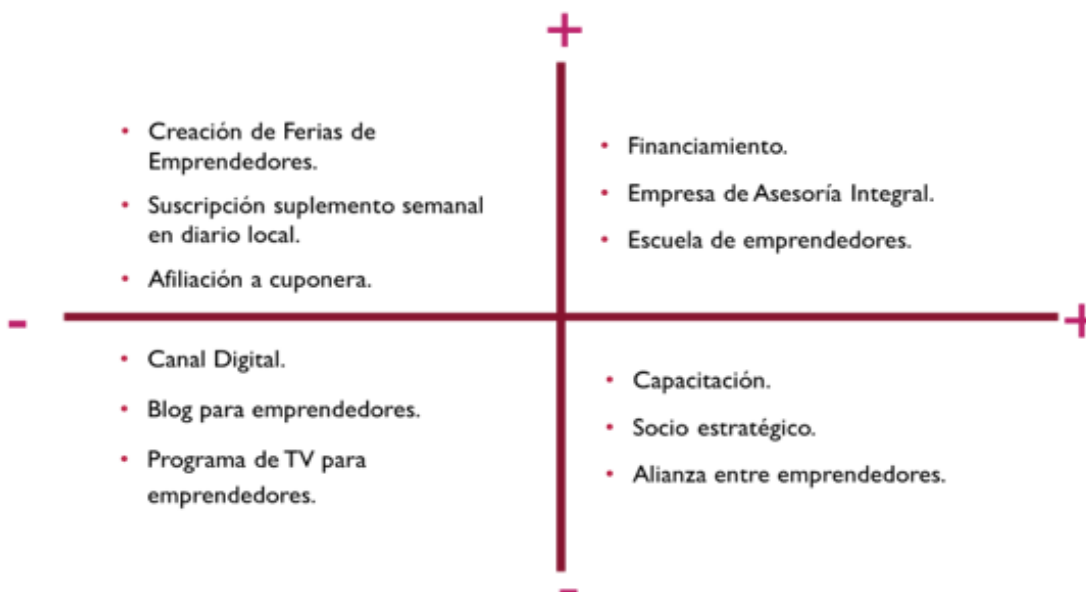 +
• Creación de Ferias de
Emprendedores.
• Suscripción suplemento semanal
en diario local.
• Afiliación a cuponera.
• Financiamiento.
• Empresa de Asesoría Integral.
• Escuela de emprendedores.
-
+
• Canal Digital.
• Blog para emprendedores.
• Programa de TV para
emprendedores.
• Capacitación.
• Socio estratégico.
• Alianza entre emprendedores.
-